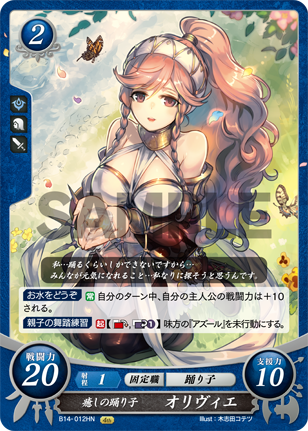 2
SAMPLE
私…踊るくらいしかできないですから…
みんなが元気になれること…私なりに探そうと思うんです。
お水をどうぞ 常 自分のターン中、自分の主人公の戦闘力は+10
される。
親子の舞踏練習 起 1 味方の『アズール』を未行動にする。
戦闘力
20
射程 1 固定職 踊り子
支援力
10
癒しの踊り子 オリヴィエ
B14-012HN
Illust:木志田コテツ